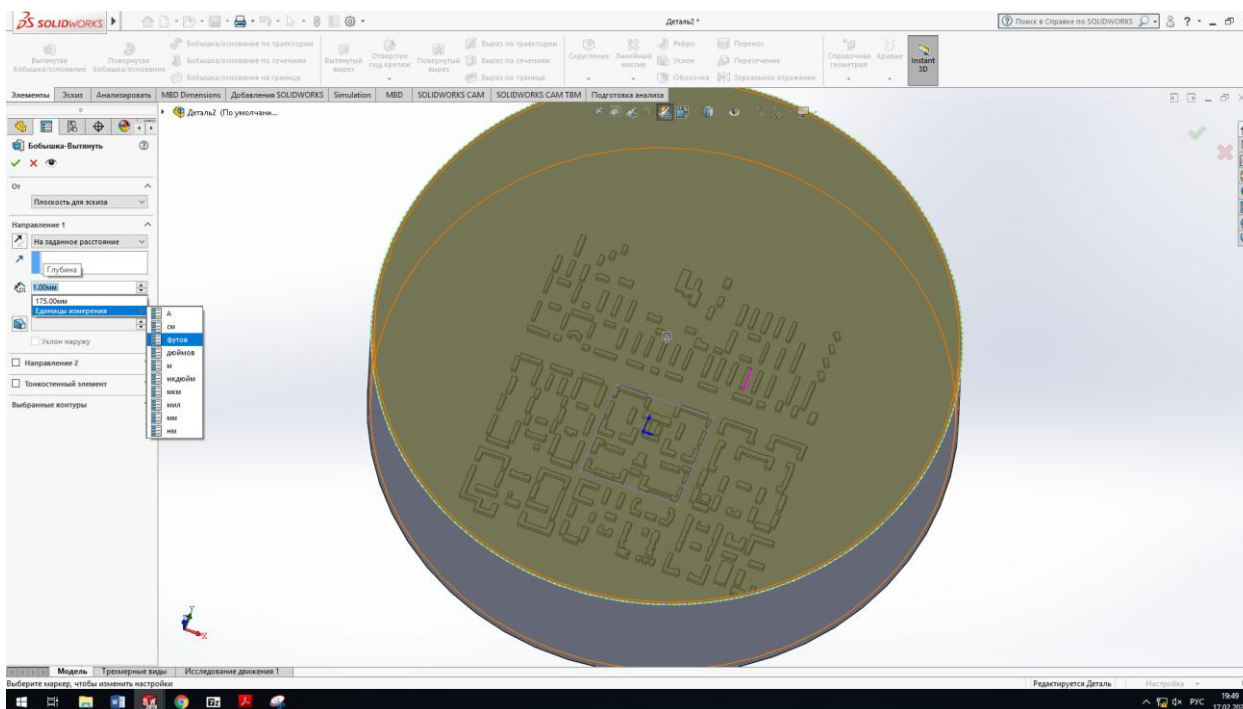 SOLIDWORKS
Деталь2 *
Поиск в Справке по SOLIDWORKS
Вытянутая бобышка/основание
Повернутая бобышка/основание
Бобышка/основание по траектории
Бобышка/основание по сечениям
Бобышка/основание на границе
Вытянутый вырез
Отверстие под крепеж
Повернутый вырез
Вырез по траектории
Вырез по сечениям
Вырез по границе
Скругление
Линейный массив
Ребро
Уклон
Оболочка
Перенос
Пересечение
Зеркальное отражение
Справочная геометрия
Кривые
Instant 3D
Элементы Эскиз Анализировать MBD Dimensions Добавления SOLIDWORKS Simulation MBD SOLIDWORKS CAM SOLIDWORKS CAM TBM Подготовка анализа
Деталь2 (По умолчани...
Бобышка-Вытянуть
От
Плоскость для эскиза
Направление 1
На заданное расстояние
Глубина
1.00мм
175.00мм
Единицы измерения
A
см
футов
дюймов
м
мкдюйм
мкм
мил
мм
нм
Уклон наружу
Направление 2
Тонкостенный элемент
Выбранные контуры
Y
X
Модель Трехмерные виды Исследование движения 1
Выберите маркер, чтобы изменить настройки
Редактируется Деталь
Настройка
РУС
19:49